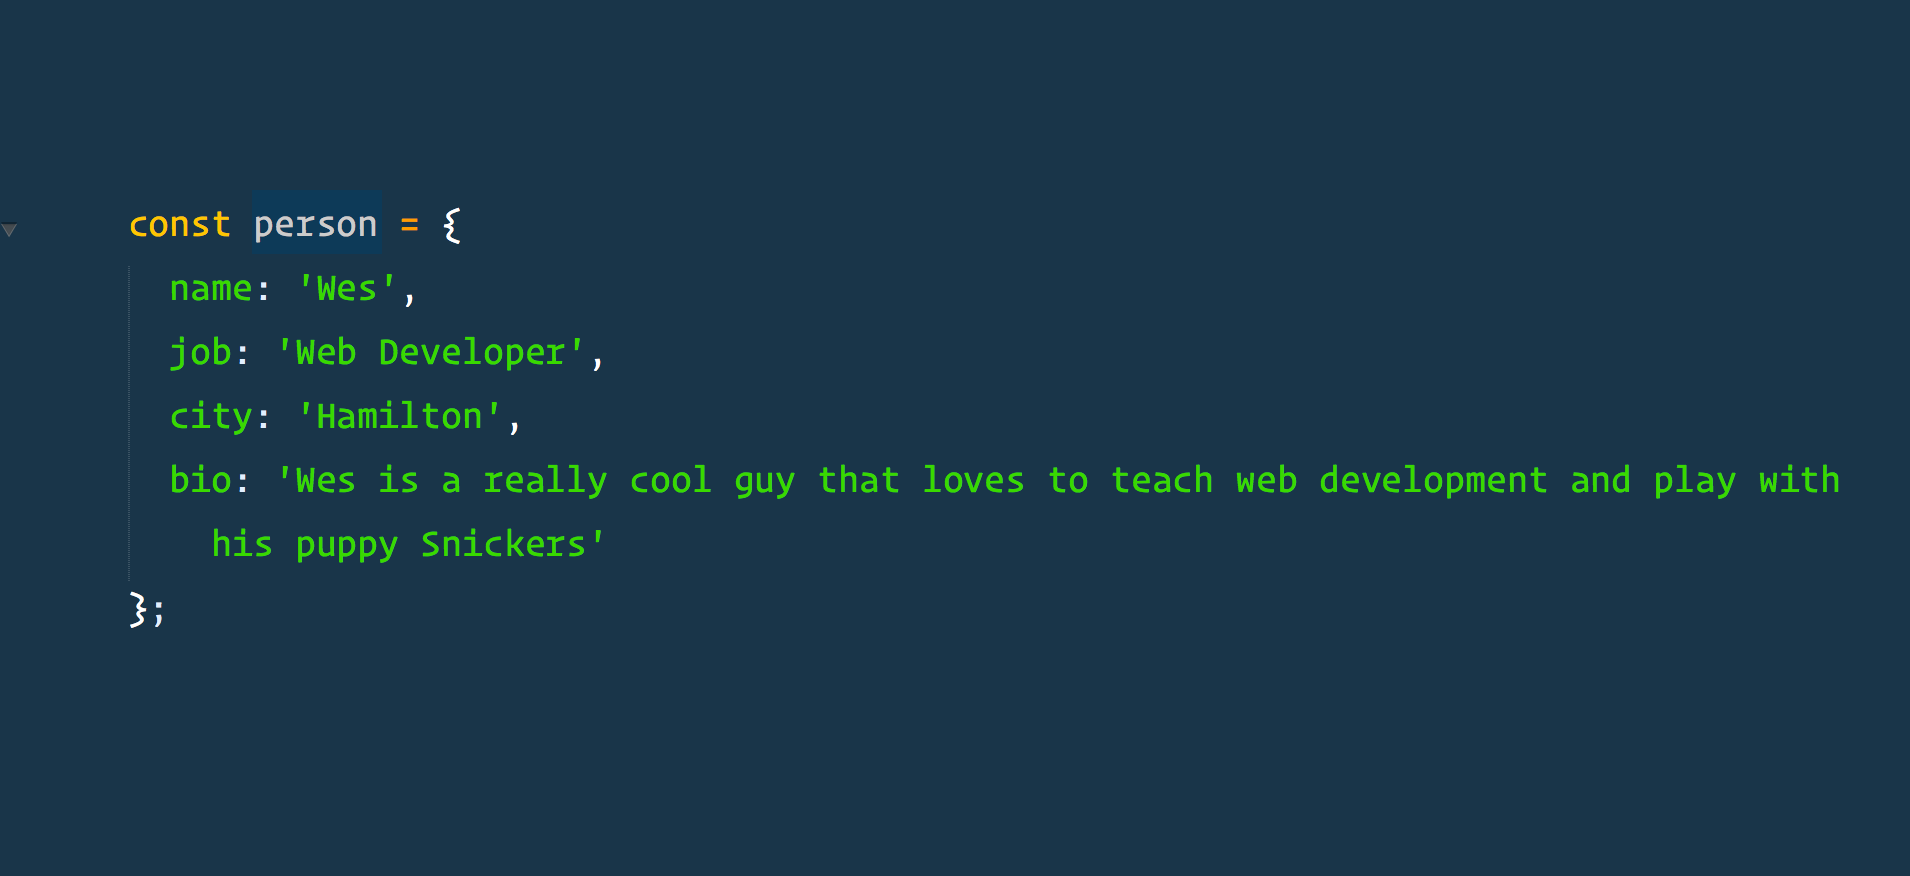 const person = {
name: 'Wes',
job: 'Web Developer',
city: 'Hamilton',
bio: 'Wes is a really cool guy that loves to teach web development and play with
his puppy Snickers'
};